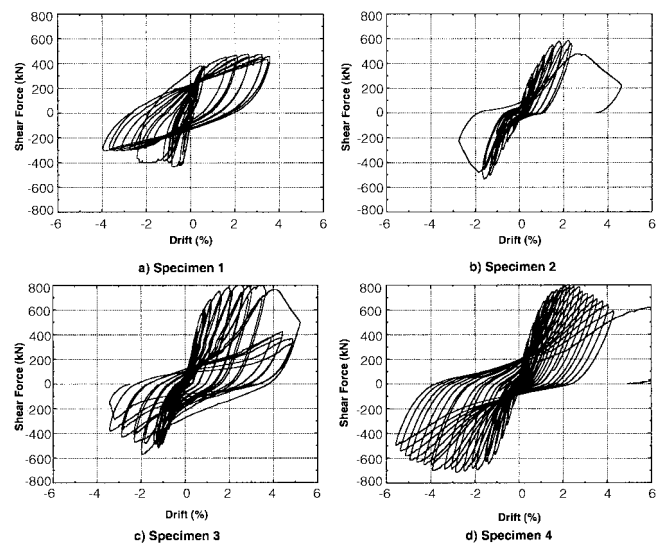 800
600
400
200
0
-200
-400
-600
-800
Shear Force (kN)
-6 -4 -2 0 2 4 6
Drift (%)
a) Specimen 1
800
600
400
200
0
-200
-400
-600
-800
Shear Force (kN)
-6 -4 -2 0 2 4 6
Drift (%)
b) Specimen 2
800
600
400
200
0
-200
-400
-600
-800
Shear Force (kN)
-6 -4 -2 0 2 4 6
Drift (%)
c) Specimen 3
800
600
400
200
0
-200
-400
-600
-800
Shear Force (kN)
-6 -4 -2 0 2 4 6
Drift (%)
d) Specimen 4